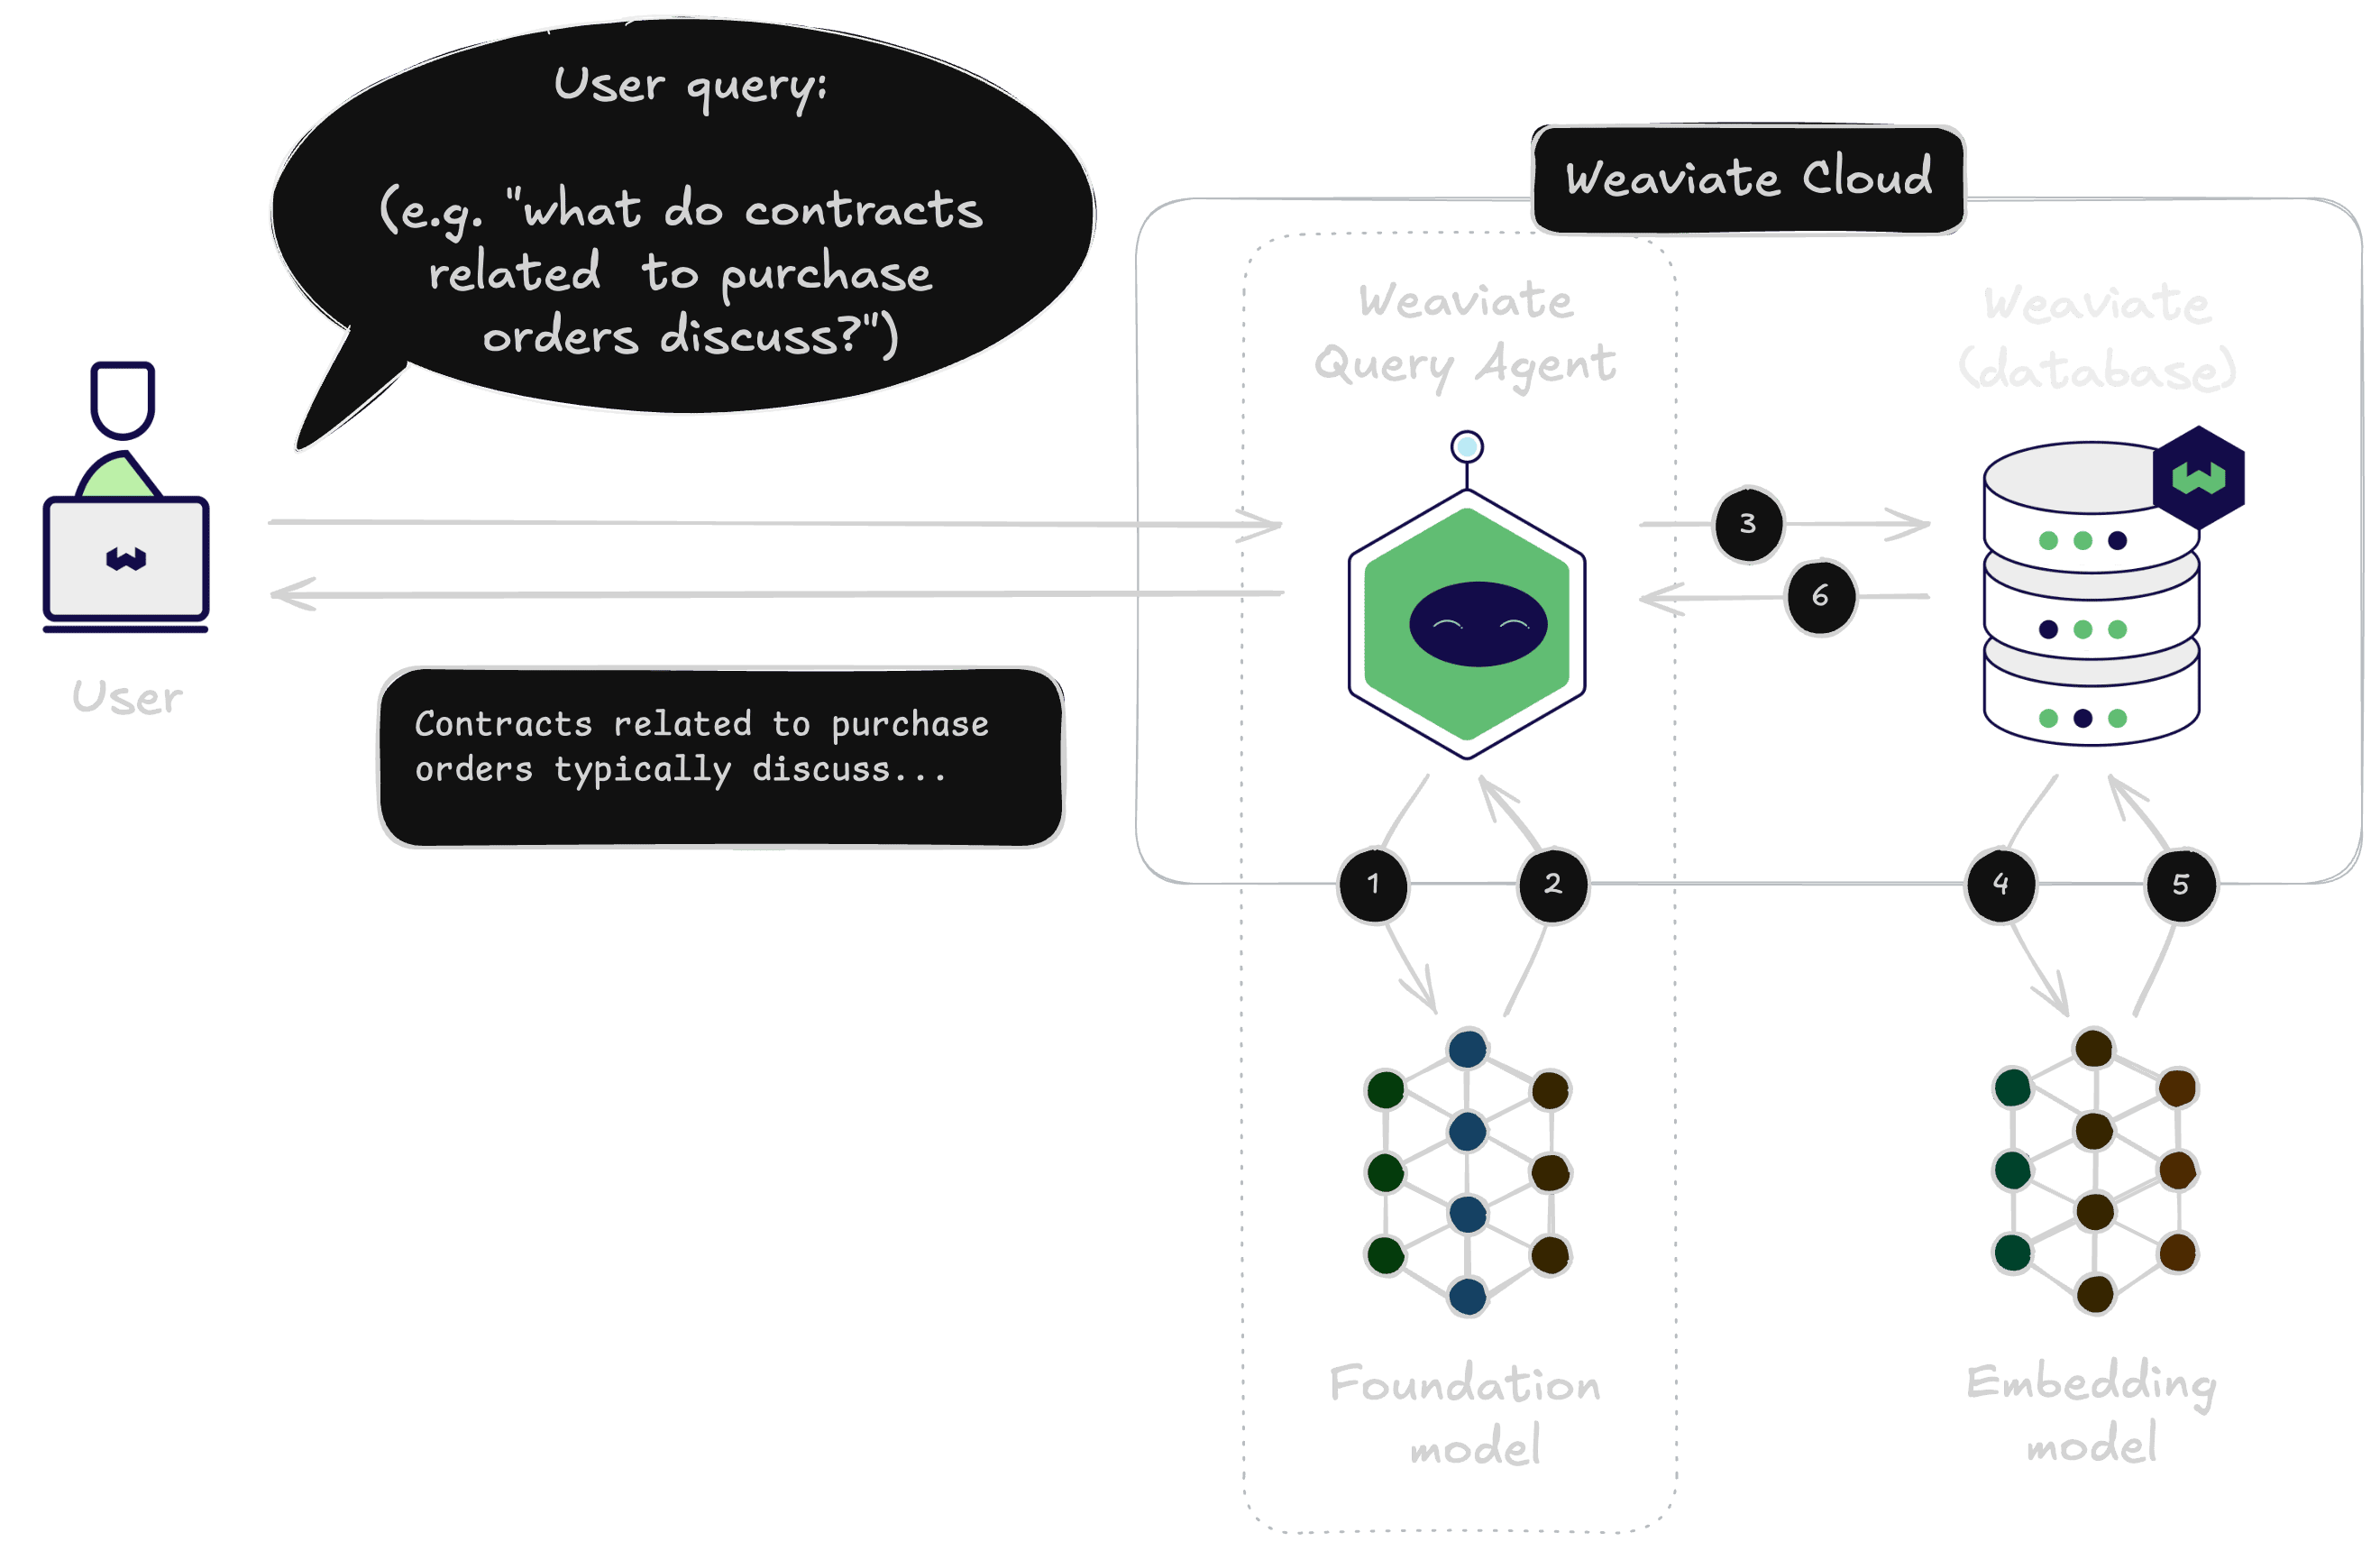 User query:
(e.g. "what do contracts
related to purchase
orders discuss?"")
Weaviate Cloud
Weaviate
Query Agent
Weaviate
(database)
3
6
User
Contracts related to purchase
orders typically discuss...
1
2
4
5
Foundation
model
Embedding
model